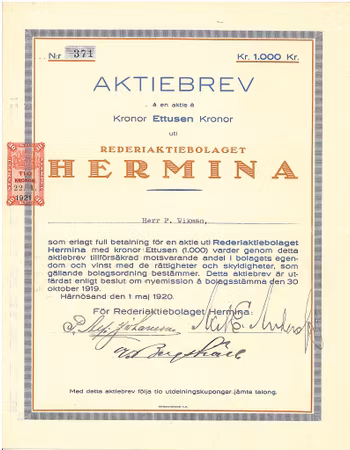 N:r 371 Kr. 1.000 Kr.
AKTIEBREV
å en aktie à
Kronor Ettusen Kronor
uti
REDERIAKTIEBOLAGET
HERMINA
TIO
KRONOR
1921
Herr F. Wikman,
som erlagt full betalning för en aktie uti Rederiaktiebolaget
Hermina med kronor Ettusen (1.000) varder genom detta
aktiebrev tillförsäkrad motsvarande andel i bolagets egen-
dom och vinst med de rättigheter och skyldigheter, som
gällande bolagsordning bestämmer. Detta aktiebrev är ut-
färdat enligt beslut om nyemission å bolagsstämma den 30
oktober 1919.
Härnösand den 1 maj 1920.
För Rederiaktiebolaget Hermina:
Med detta aktiebrev följa tio utdelningskuponger jämte talong.